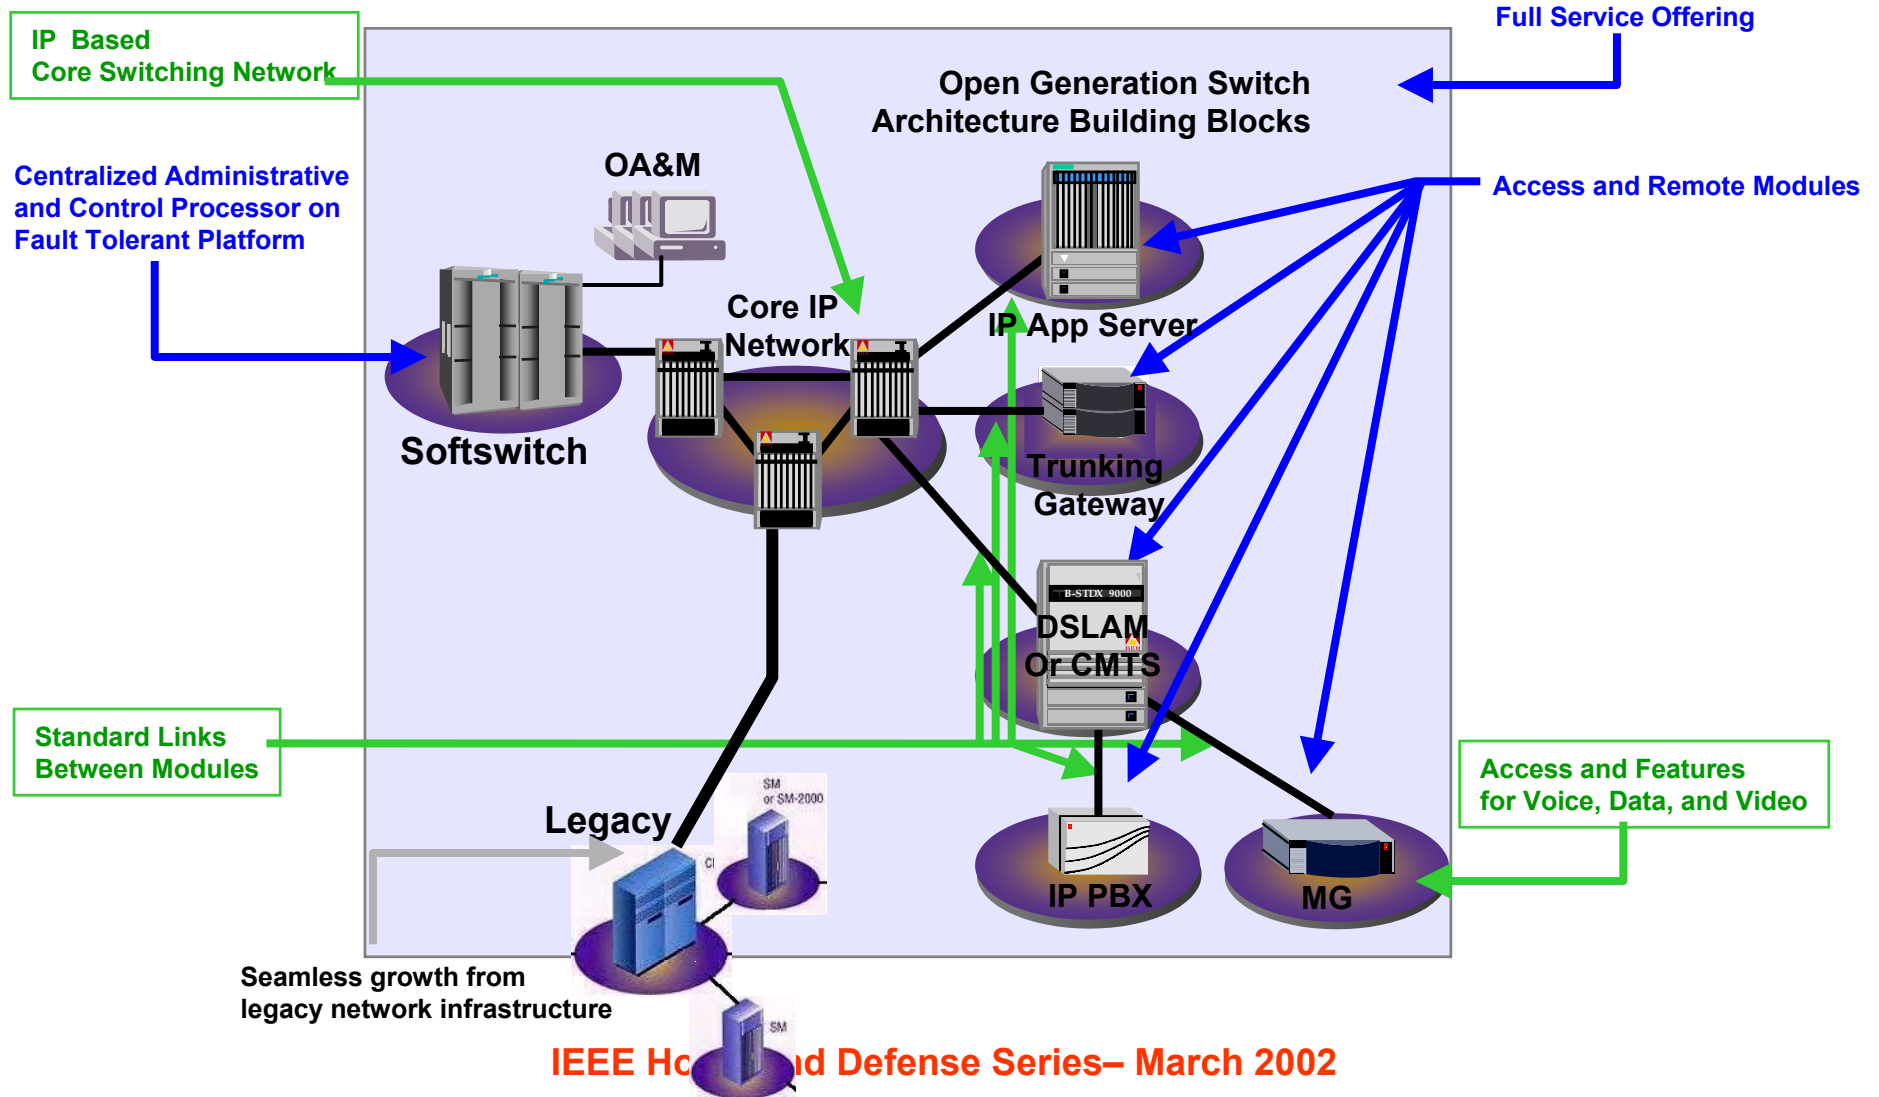 Full Service Offering
IP Based
Core Switching Network
Open Generation Switch
Architecture Building Blocks
OA&M
Centralized Administrative
and Control Processor on
Fault Tolerant Platform
Access and Remote Modules
Core IP
Network
IP App Server
Softswitch
Trunking
Gateway
B-STDX 9000
DSLAM
Or CMTS
Standard Links
Between Modules
Access and Features
for Voice, Data, and Video
SM
or SM-2000
Legacy
IP PBX
MG
Seamless growth from
legacy network infrastructure
SM
IEEE Defense Series– March 2002